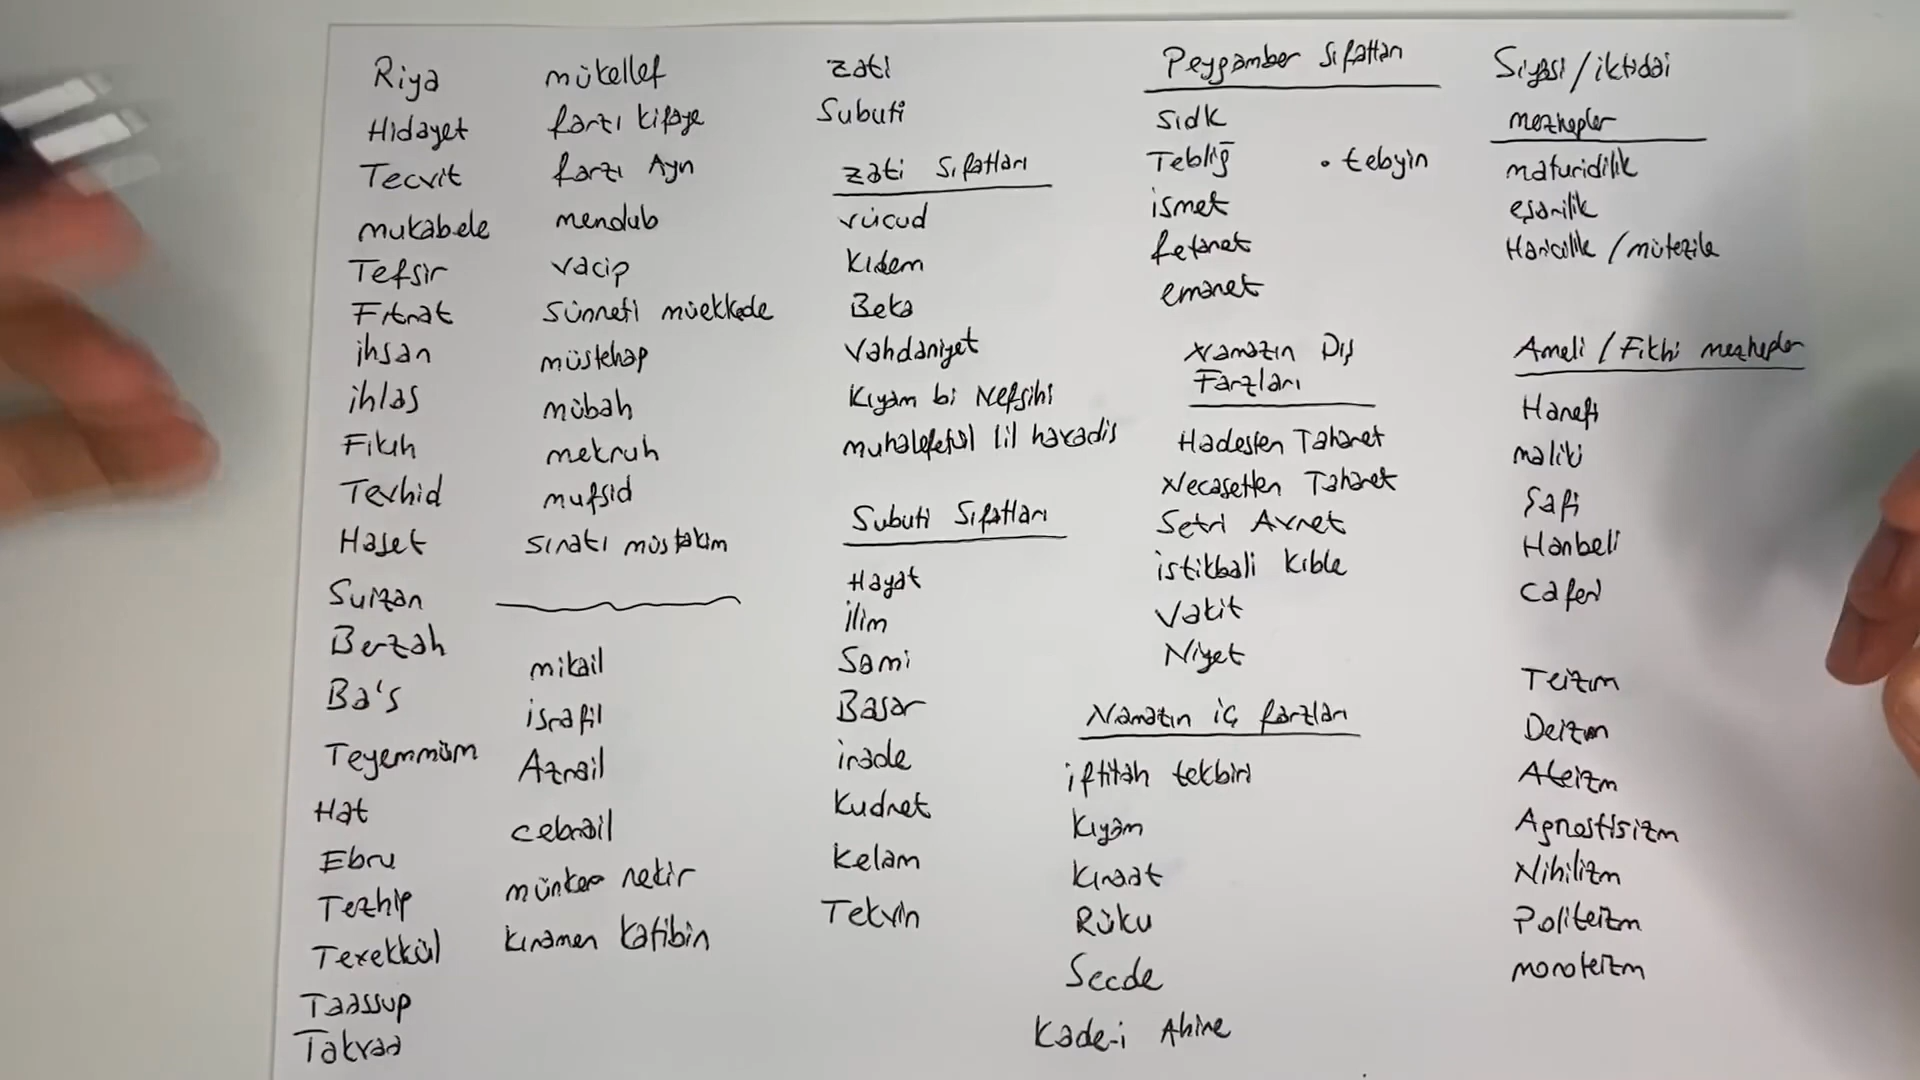 Riya
Hidayet
Tecvit
mukabele
Tefsir
Fıtrat
ihsan
ihlas
Fıkıh
Tevhid
Haset
Suizan
Berzah
Ba's
Teyemmüm
Hat
Ebru
Tezhip
Tevekkül
Taassup
Takvaa
mükellef
farzı kifaye
farzı Ayn
mendub
vacip
Sünneti müekkede
müstehap
mübah
mekruh
mufsid
sıratı müstakim
mikail
israfil
Azrail
cebrail
münker nekir
kıramen katibin
zati
Subuti
zati Sıfatları
vücud
Kıdem
Beka
Vahdaniyet
Kıyam bi Nefsihi
muhalefetül lil havadis
Subuti Sıfatları
Hayat
ilim
Sami
Basar
irade
Kudret
Kelam
Tekvin
Peygamber Sıfatları
Sıdk
Tebliğ • tebyin
ismet
fetanet
emanet
Namazın Dış
Farzları
Hadesten Taharet
Necasetten Taharet
Setri Avret
istikbali Kıble
Vakit
Niyet
Namazın iç farzları
iftitah tekbiri
Kıyam
Kıraat
Rüku
Secde
Kade-i Ahire
Siyasi / iktidai
mezhepler
maturidilik
eşarilik
Haricilik / mütezile
Ameli / Fıkhi mezhepler
Hanefi
maliki
Şafi
Hanbeli
Caferi
Teizm
Deizm
Ateizm
Agnostisizm
Nihilizm
Politeizm
monoteizm